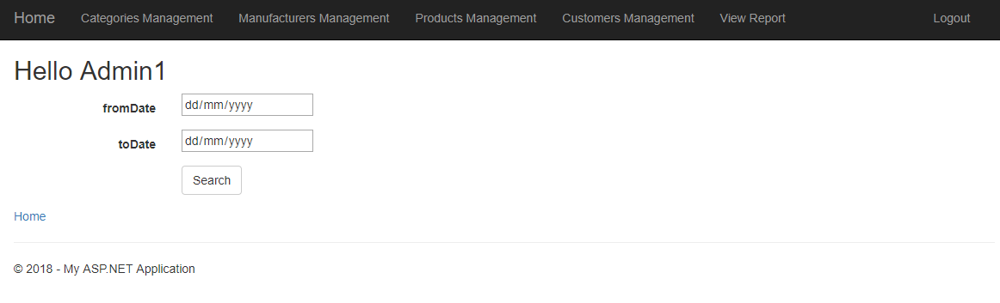 Home Categories Management Manufacturers Management Products Management Customers Management View Report Logout
Hello Admin1
fromDate dd/mm/yyyy
toDate dd/mm/yyyy
Search
Home
© 2018 - My ASP.NET Application